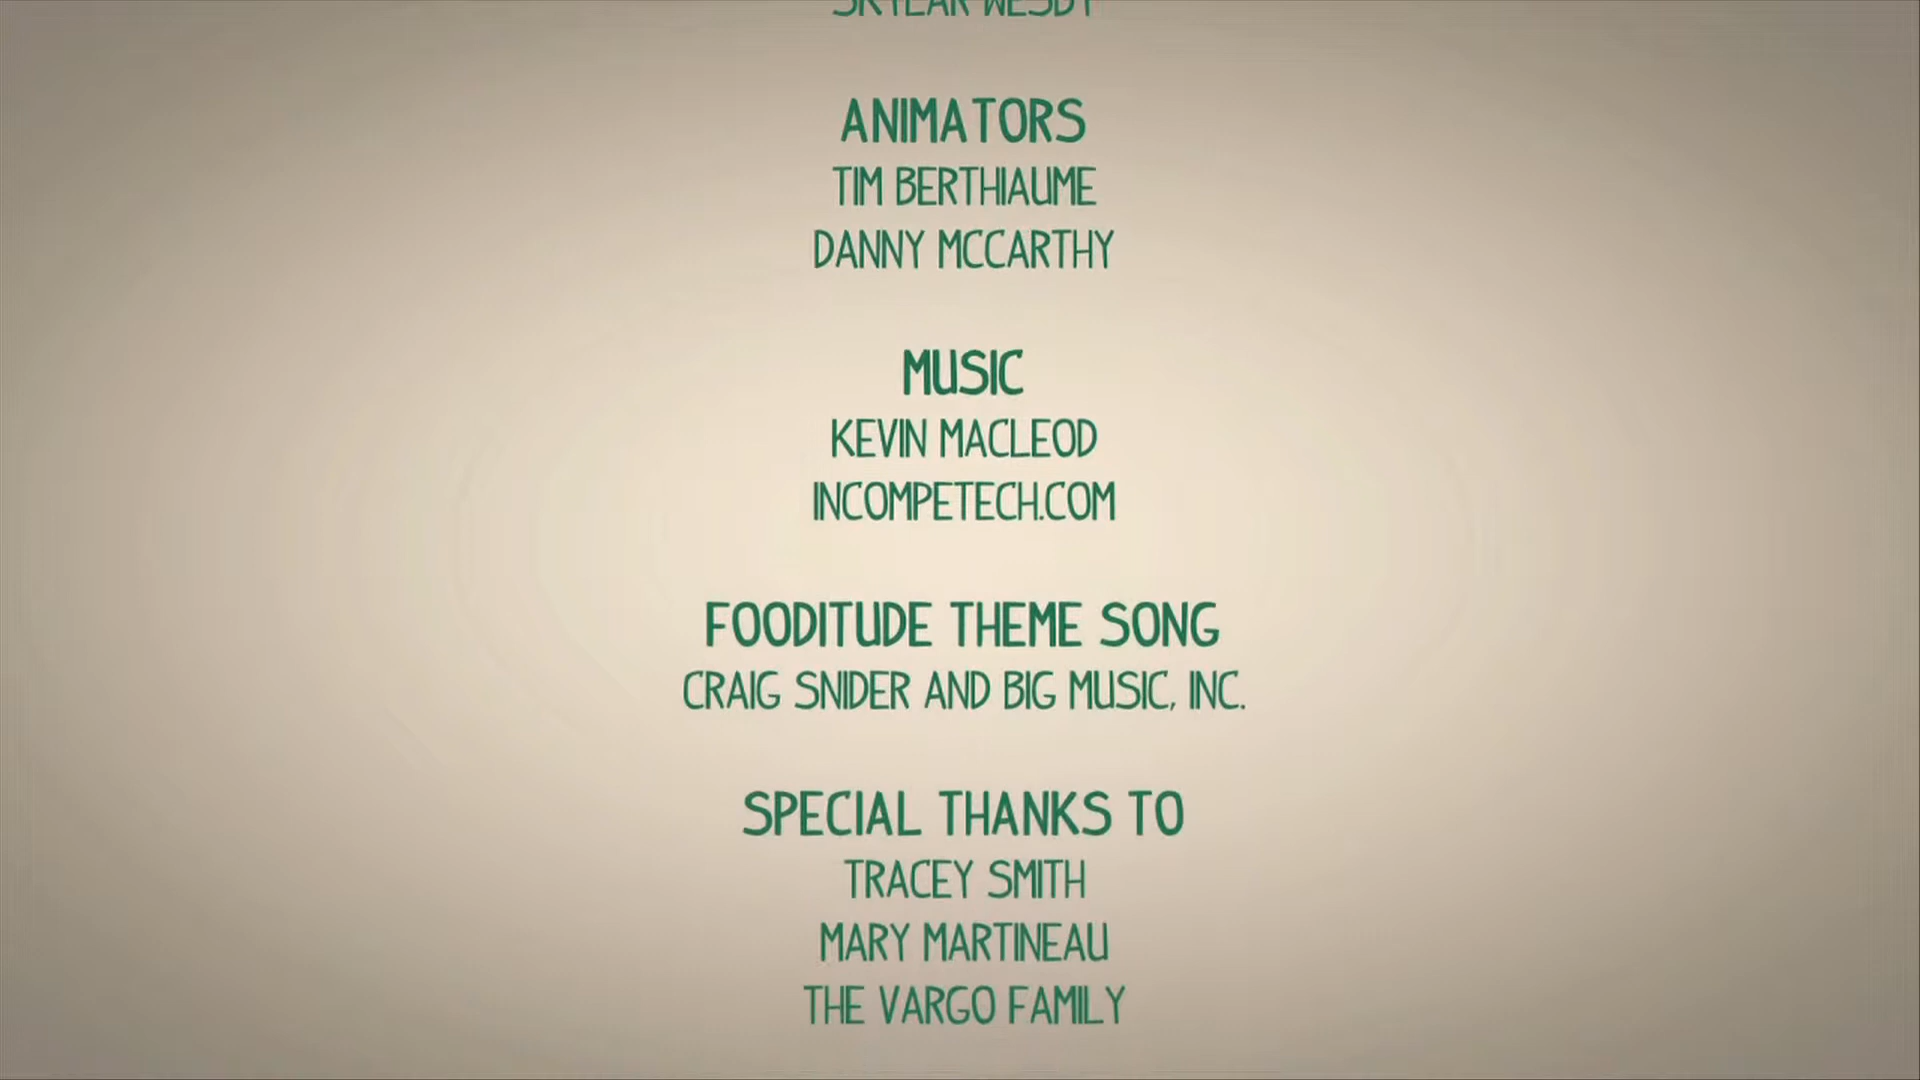 ANIMATORS
TIM BERTHIAUME
DANNY MCCARTHY
MUSIC
KEVIN MACLEOD
INCOMPETECH.COM
FOODITUDE THEME SONG
CRAIG SNIDER AND BIG MUSIC, INC.
SPECIAL THANKS TO
TRACEY SMITH
MARY MARTINEAU
THE VARGO FAMILY